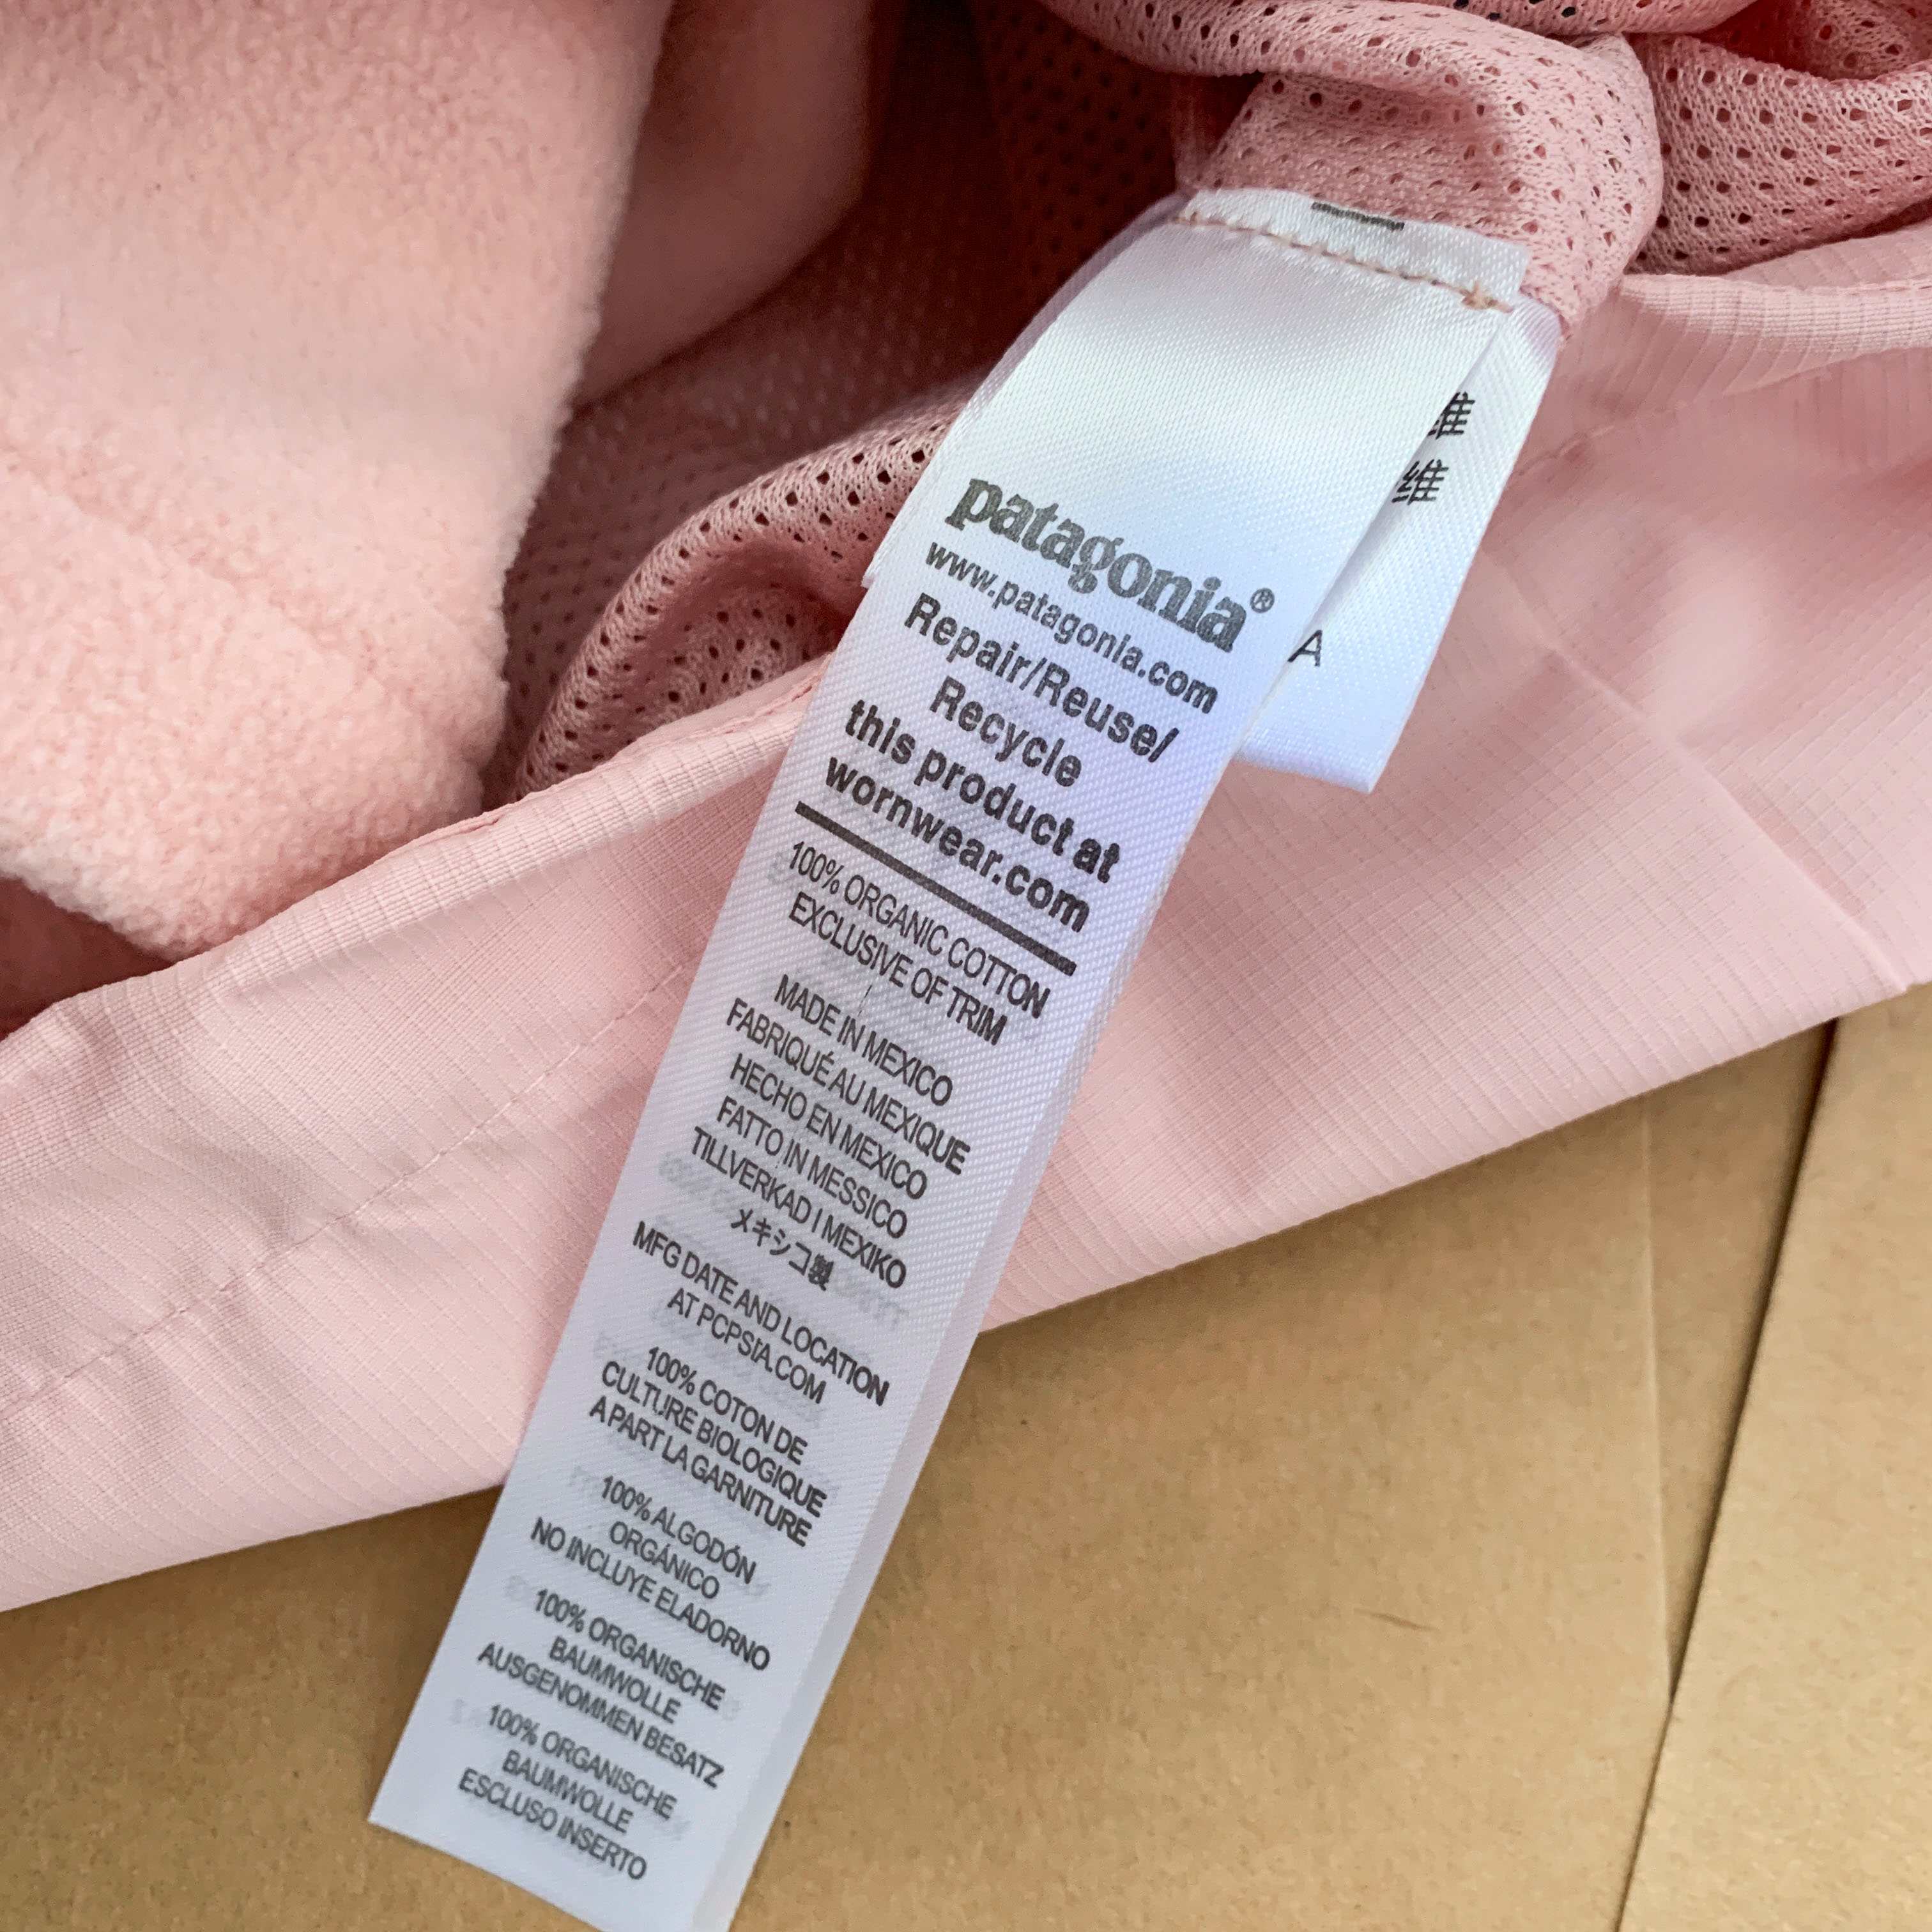 patagonia®
www.patagonia.com
Repair/Reuse/
Recycle
this product at
wornwear.com
100% ORGANIC COTTON
EXCLUSIVE OF TRIM
MADE IN MEXICO
FABRIQUÉ AU MEXIQUE
HECHO EN MEXICO
FATTO IN MESSICO
TILLVERKAD I MEXIKO
メキシコ製
MFG DATE AND LOCATION
AT PCPSIA.COM
100% COTON DE
CULTURE BIOLOGIQUE
A PART LA GARNITURE
100% ALGODÓN
ORGÁNICO
NO INCLUYE ELADORNO
100% ORGANISCHE
BAUMWOLLE
AUSGENOMMEN BESATZ
100% ORGANISCHE
BAUMWOLLE
ESCLUSO INSERTO
维
维
A